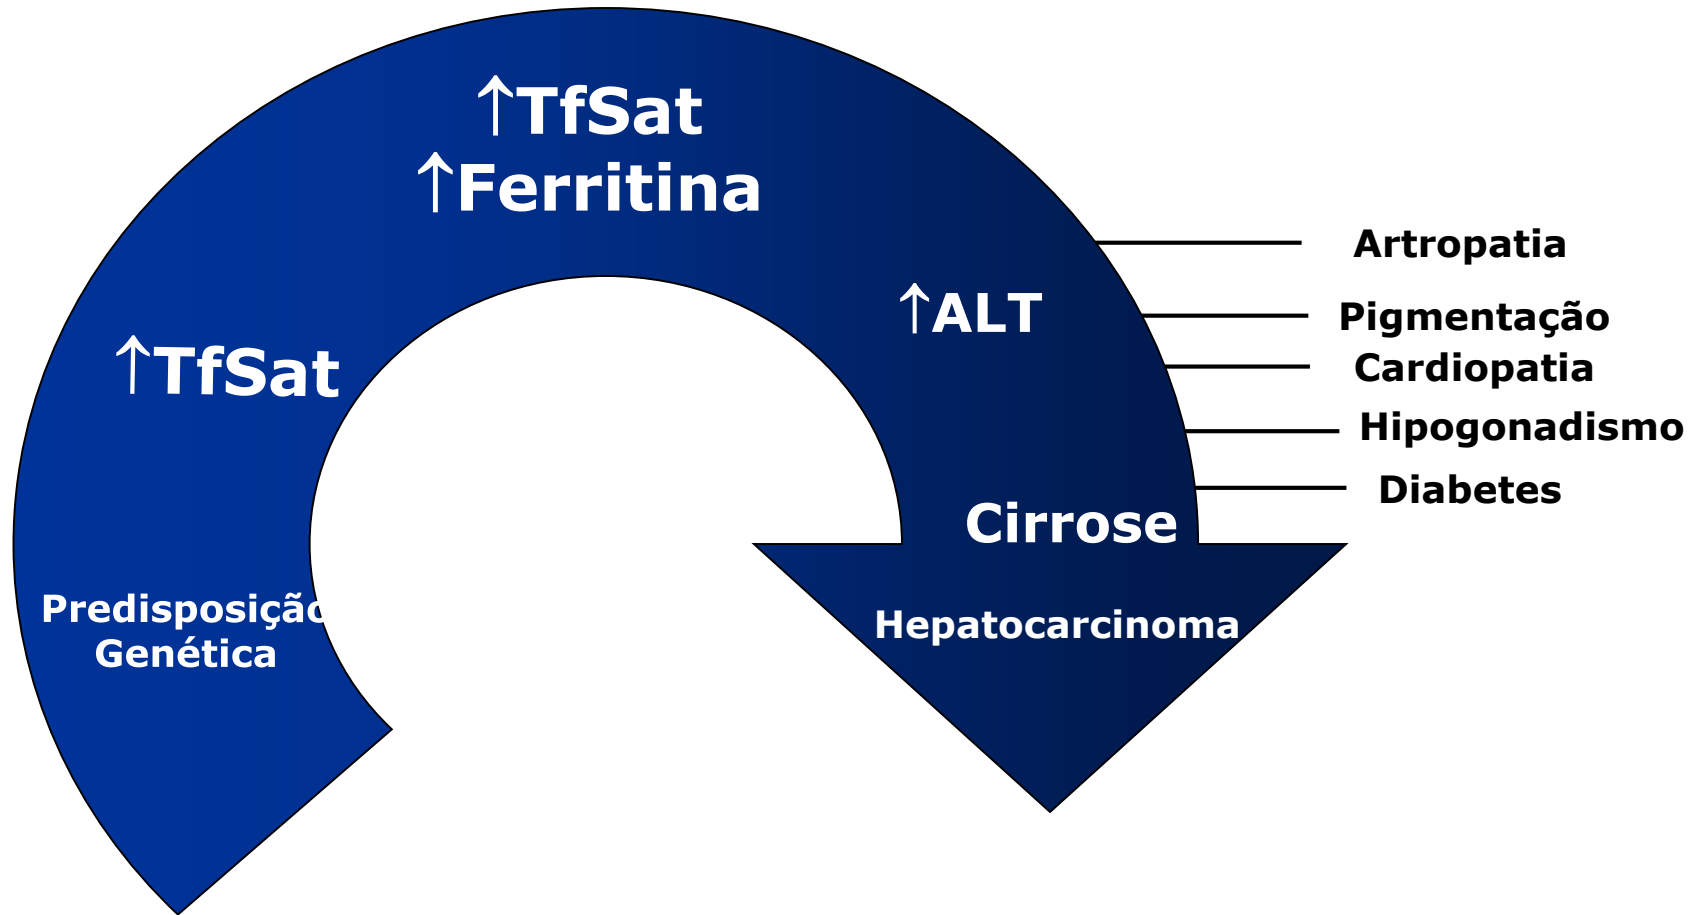 ↑TfSat
↑Ferritina
↑TfSat
Predisposição
Genética
↑ALT
Cirrose
Hepatocarcinoma
Artropatia
Pigmentação
Cardiopatia
Hipogonadismo
Diabetes